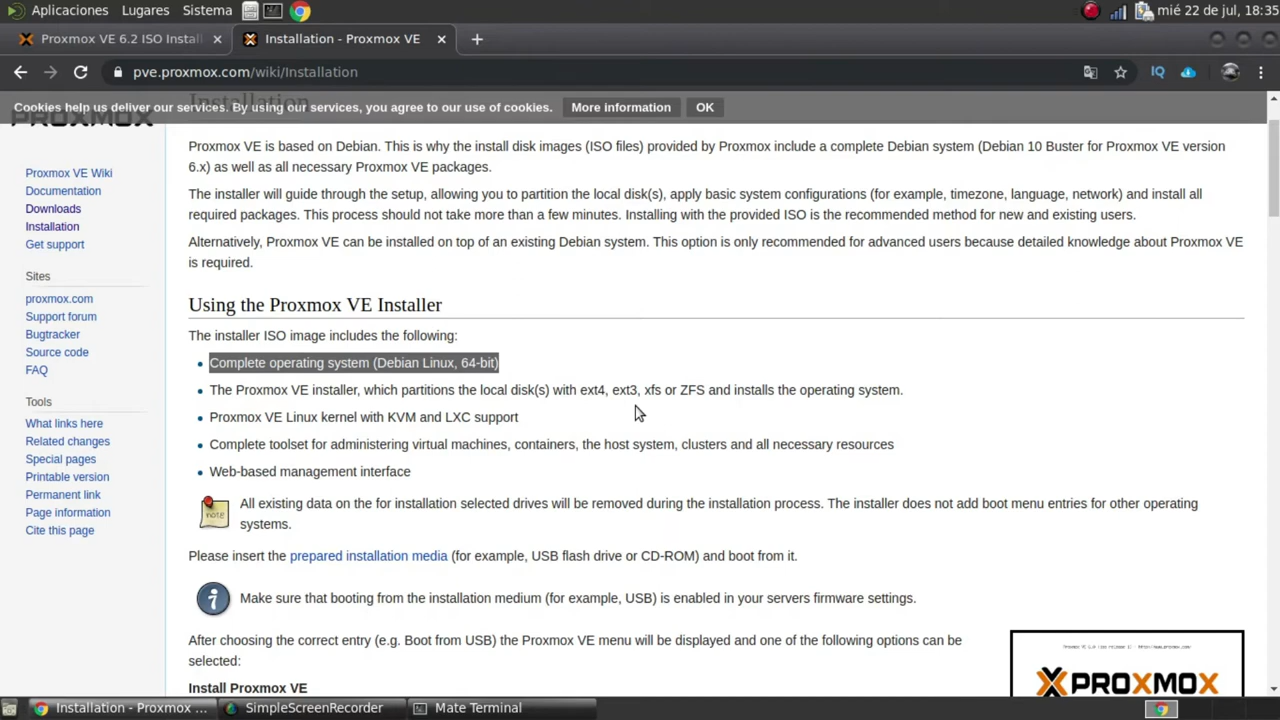 Aplicaciones Lugares Sistema mié 22 de jul, 18:35
Proxmox VE 6.2 ISO Instal Installation - Proxmox VE
pve.proxmox.com/wiki/Installation IQ
Installation
Cookies help us deliver our services. By using our services, you agree to our use of cookies. More information OK
PROXMOX
Proxmox VE Wiki
Documentation
Downloads
Installation
Get support
Sites
proxmox.com
Support forum
Bugtracker
Source code
FAQ
Tools
What links here
Related changes
Special pages
Printable version
Permanent link
Page information
Cite this page
Proxmox VE is based on Debian. This is why the install disk images (ISO files) provided by Proxmox include a complete Debian system (Debian 10 Buster for Proxmox VE version
6.x) as well as all necessary Proxmox VE packages.
The installer will guide through the setup, allowing you to partition the local disk(s), apply basic system configurations (for example, timezone, language, network) and install all
required packages. This process should not take more than a few minutes. Installing with the provided ISO is the recommended method for new and existing users.
Alternatively, Proxmox VE can be installed on top of an existing Debian system. This option is only recommended for advanced users because detailed knowledge about Proxmox VE
is required.
Using the Proxmox VE Installer
The installer ISO image includes the following:
Complete operating system (Debian Linux, 64-bit)
The Proxmox VE installer, which partitions the local disk(s) with ext4, ext3, xfs or ZFS and installs the operating system.
Proxmox VE Linux kernel with KVM and LXC support
Complete toolset for administering virtual machines, containers, the host system, clusters and all necessary resources
Web-based management interface
note
All existing data on the for installation selected drives will be removed during the installation process. The installer does not add boot menu entries for other operating
systems.
Please insert the prepared installation media (for example, USB flash drive or CD-ROM) and boot from it.
Make sure that booting from the installation medium (for example, USB) is enabled in your servers firmware settings.
After choosing the correct entry (e.g. Boot from USB) the Proxmox VE menu will be displayed and one of the following options can be
selected:
Install Proxmox VE
PROXMOX
Installation - Proxmox ... SimpleScreenRecorder Mate Terminal